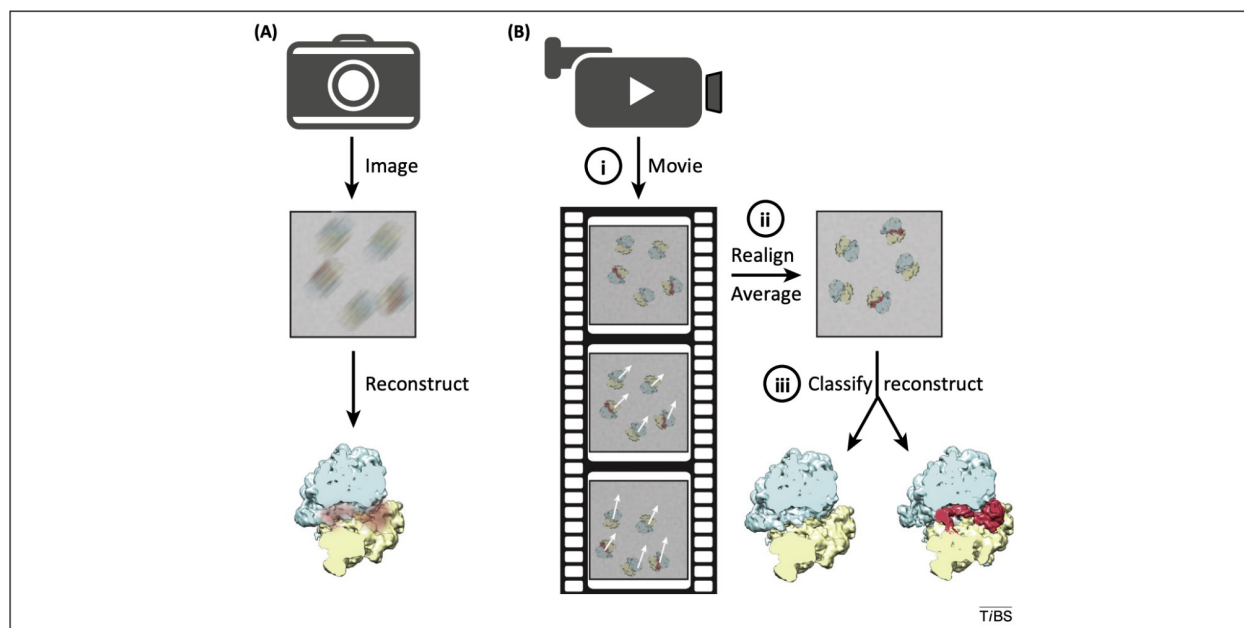 (A)
(B)
Image
i
Movie
ii
Realign
Average
Reconstruct
iii
Classify reconstruct
TiBS